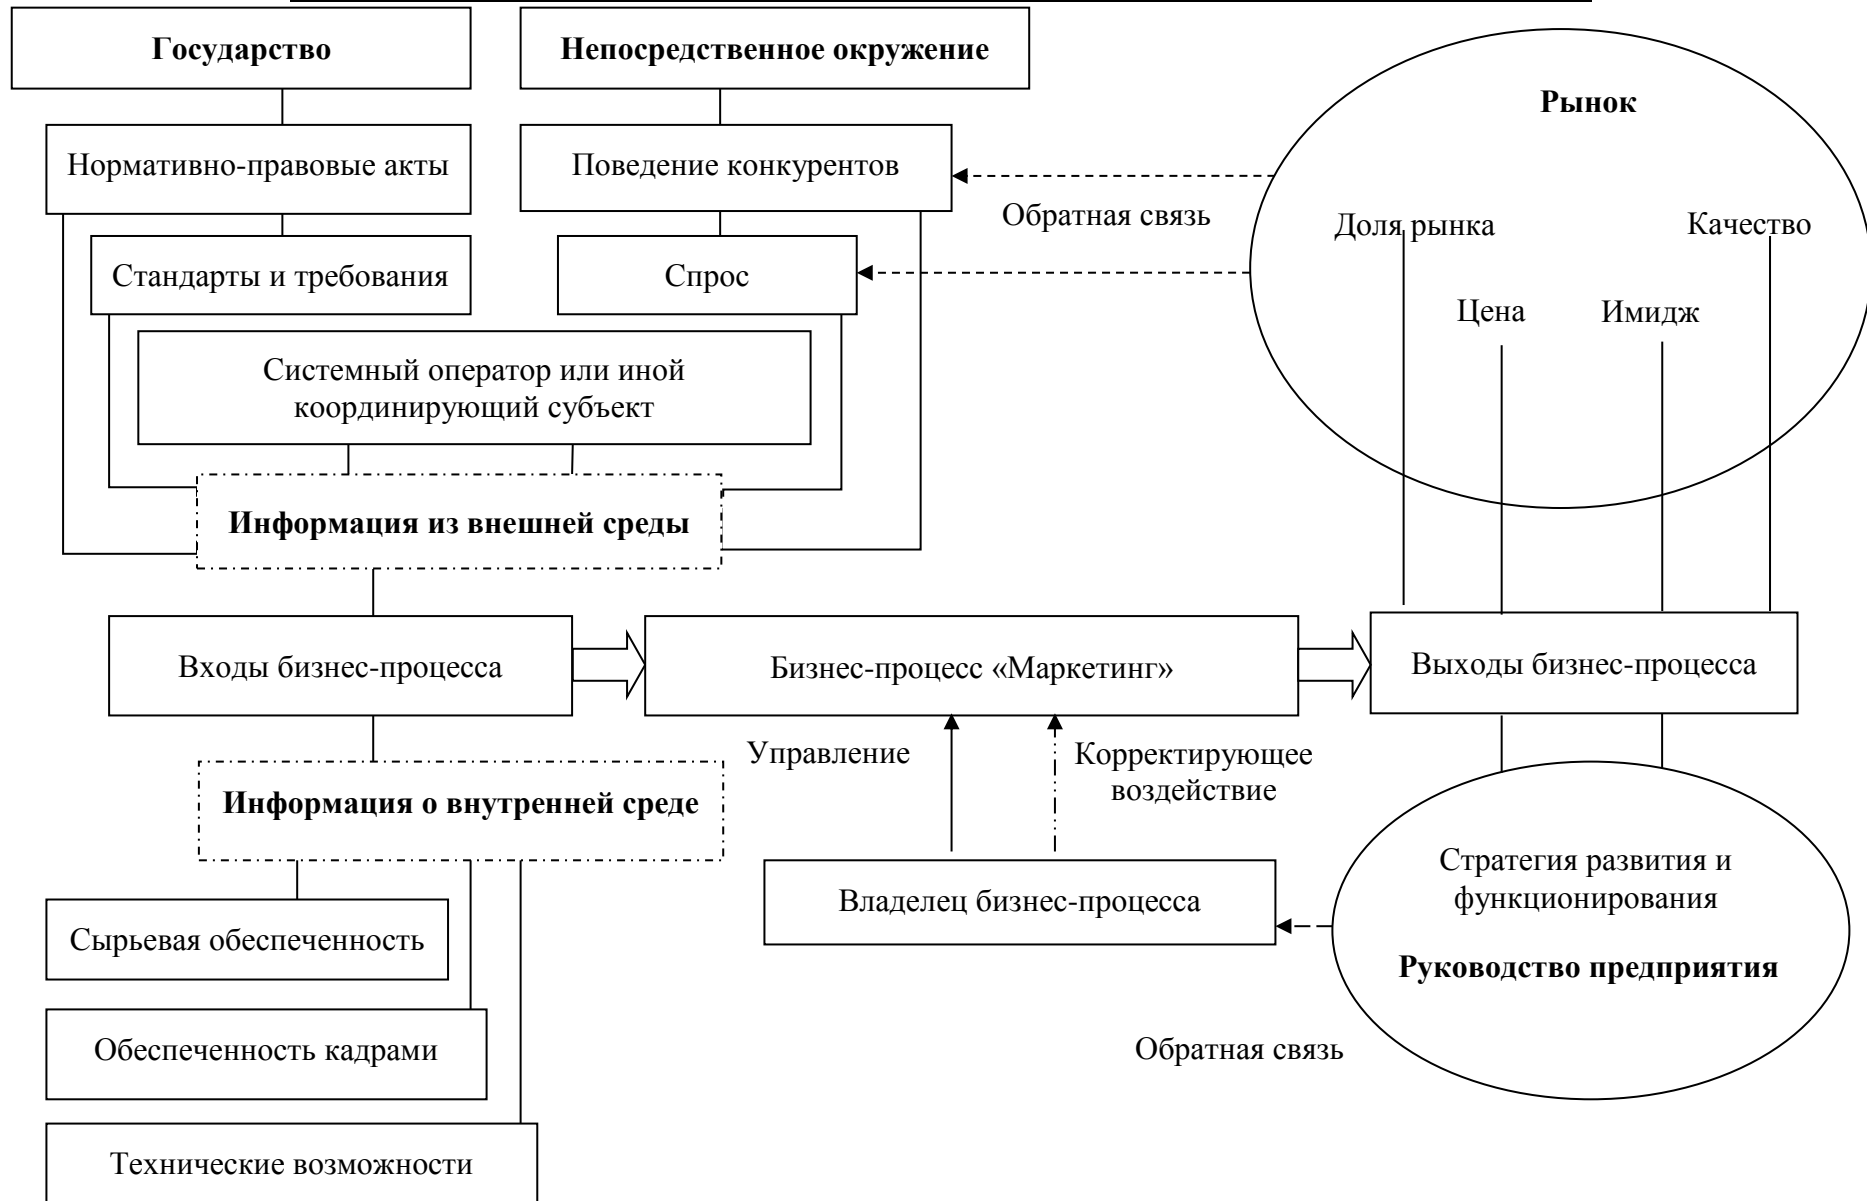 Государство
Непосредственное окружение
Рынок
Нормативно-правовые акты
Поведение конкурентов
Обратная связь
Доля рынка
Качество
Стандарты и требования
Спрос
Цена
Имидж
Системный оператор или иной
координирующий субъект
Информация из внешней среды
Входы бизнес-процесса
Бизнес-процесс «Маркетинг»
Выходы бизнес-процесса
Управление
Корректирующее
воздействие
Информация о внутренней среде
Стратегия развития и
функционирования
Владелец бизнес-процесса
Руководство предприятия
Сырьевая обеспеченность
Обеспеченность кадрами
Обратная связь
Технические возможности